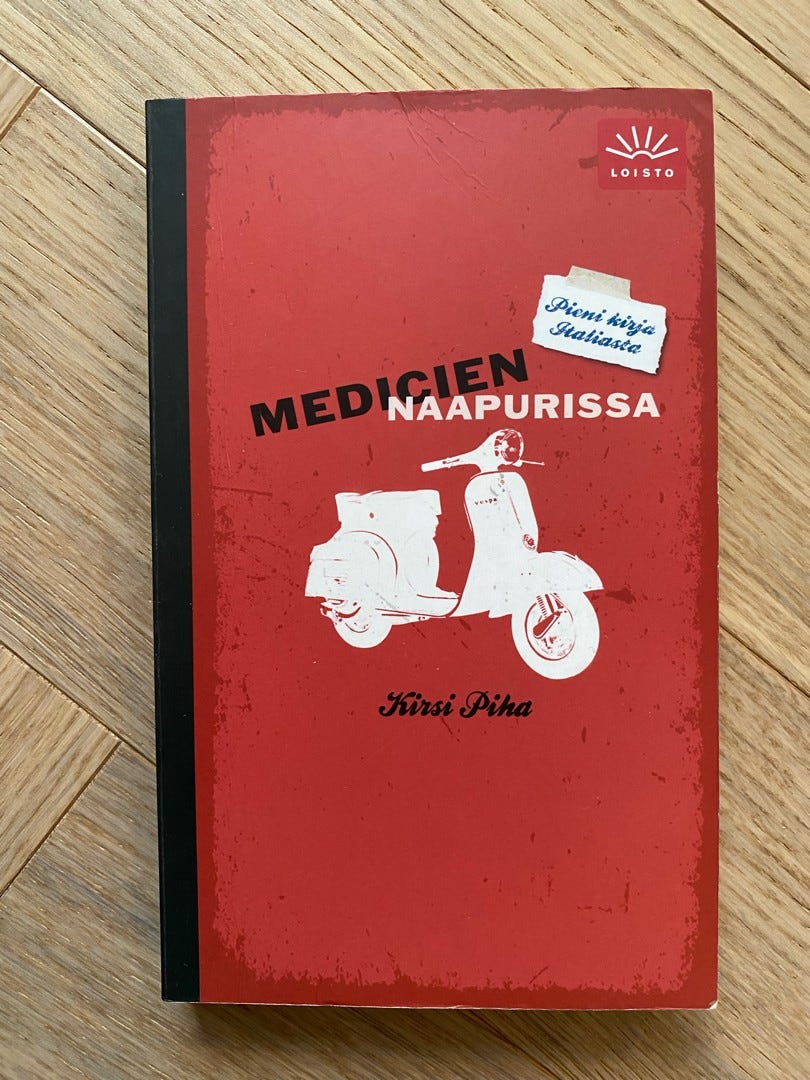 LOISTO
Pieni kirja
Italiasta
MEDICIEN
NAAPURISSA
vespa
Kirsi Piha